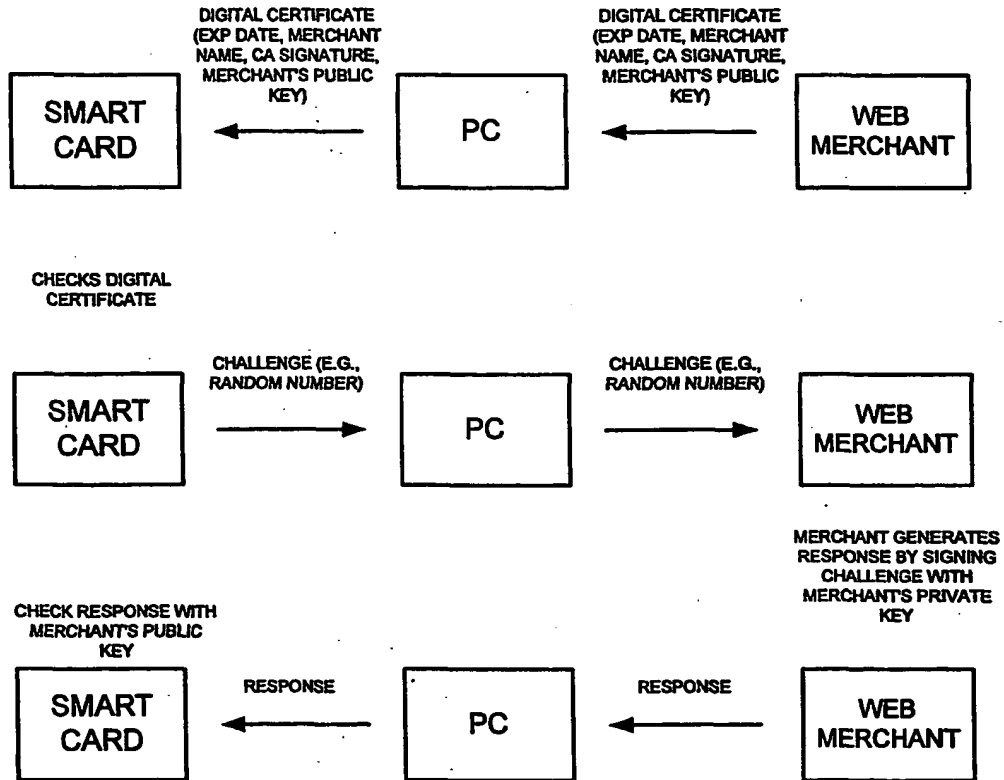 DIGITAL CERTIFICATE
(EXP DATE, MERCHANT
NAME, CA SIGNATURE,
MERCHANT'S PUBLIC
KEY)
DIGITAL CERTIFICATE
(EXP DATE, MERCHANT
NAME, CA SIGNATURE,
MERCHANT'S PUBLIC
KEY)
SMART
CARD
PC
WEB
MERCHANT
CHECKS DIGITAL
CERTIFICATE
CHALLENGE (E.G.,
RANDOM NUMBER)
CHALLENGE (E.G.,
RANDOM NUMBER)
SMART
CARD
PC
WEB
MERCHANT
MERCHANT GENERATES
RESPONSE BY SIGNING
CHALLENGE WITH
MERCHANT'S PRIVATE
KEY
CHECK RESPONSE WITH
MERCHANT'S PUBLIC
KEY
RESPONSE
RESPONSE
SMART
CARD
PC
WEB
MERCHANT